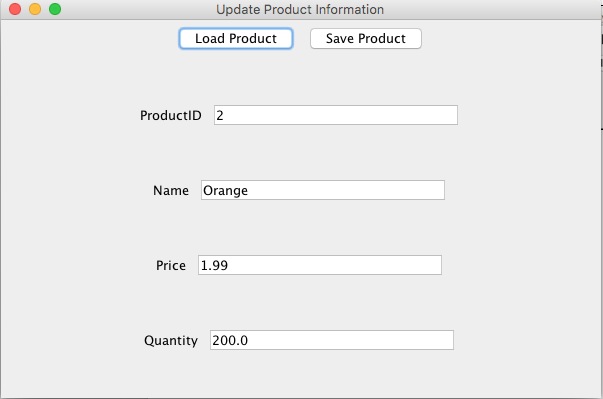 Update Product Information
Load Product Save Product
ProductID 2
Name Orange
Price 1.99
Quantity 200.0